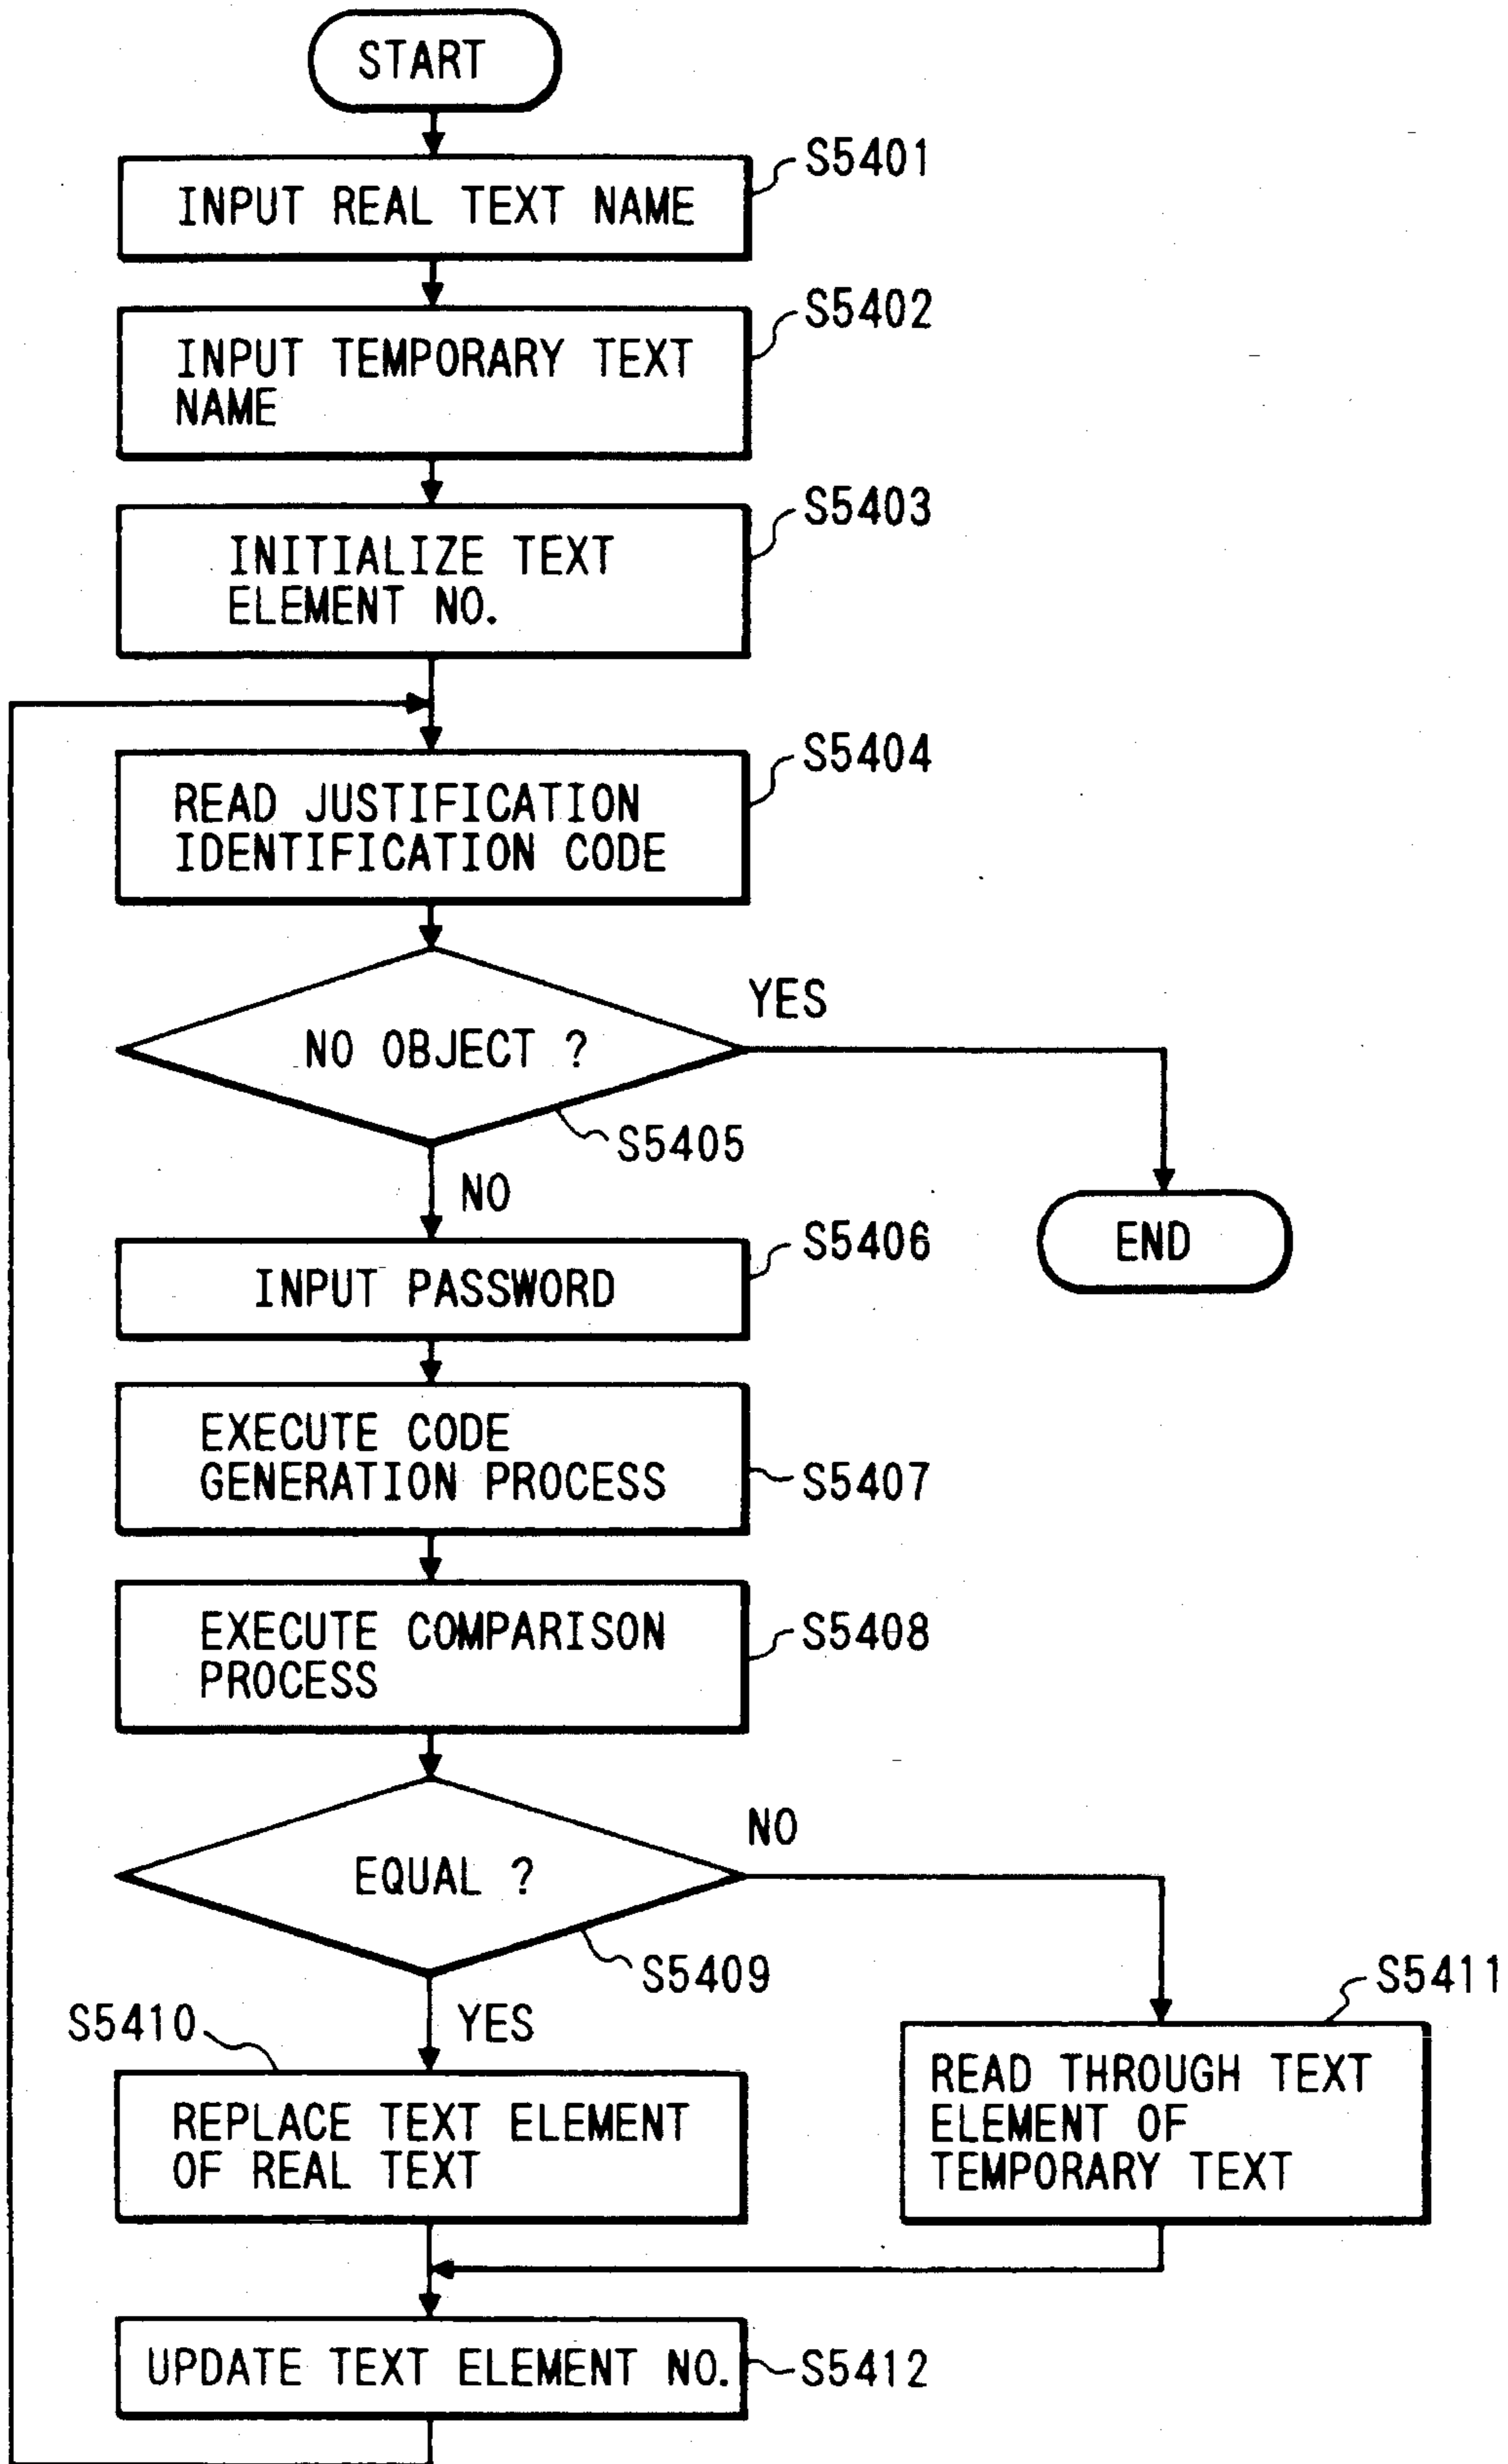 START
S5401
INPUT REAL TEXT NAME
S5402
INPUT TEMPORARY TEXT
NAME
S5403
INITIALIZE TEXT
ELEMENT NO.
S5404
READ JUSTIFICATION
IDENTIFICATION CODE
YES
NO OBJECT ?
S5405
NO
END
S5406
INPUT PASSWORD
EXECUTE CODE
GENERATION PROCESS
S5407
EXECUTE COMPARISON
PROCESS
S5408
NO
EQUAL ?
S5409
S5411
S5410
YES
READ THROUGH TEXT
ELEMENT OF
TEMPORARY TEXT
REPLACE TEXT ELEMENT
OF REAL TEXT
UPDATE TEXT ELEMENT NO.
S5412